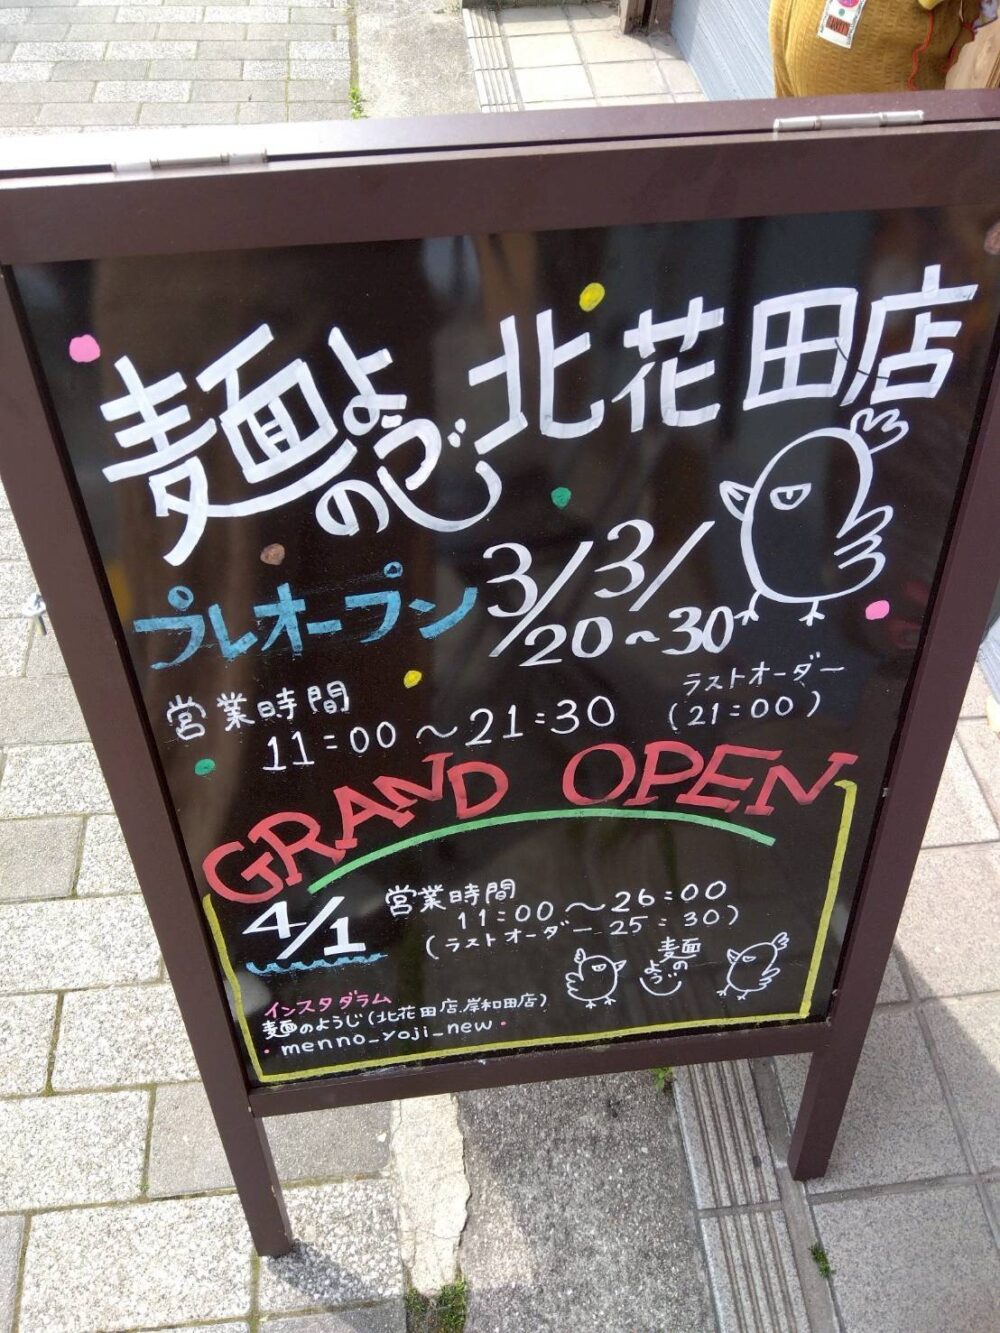 麺のようじ 北花田店
プレオープン 3/20〜3/30
営業時間 ラストオーダー
11:00〜21:30 (21:00)
GRAND OPEN
4/1 営業時間
11:00〜26:00
(ラストオーダー 25:30)
麺のようじ
インスタグラム
麺のようじ(北花田店.岸和田店)
・menno_yoji_new・